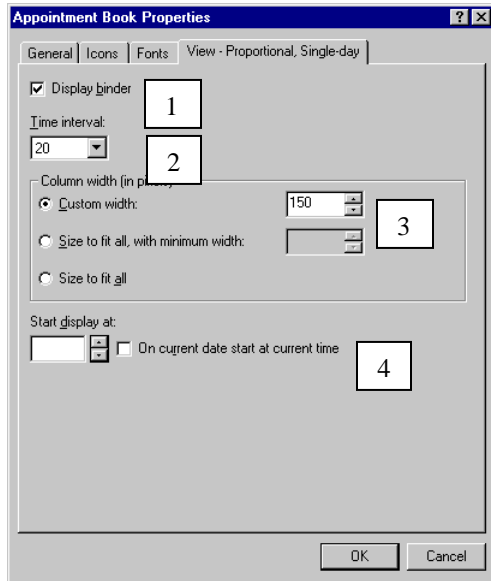 Appointment Book Properties
General Icons Fonts View - Proportional, Single-day
Display binder
1
Time interval:
20
2
Column width (in
Custom width: 150
3
Size to fit all, with minimum width:
Size to fit all
Start display at:
On current date start at current time
4
OK Cancel